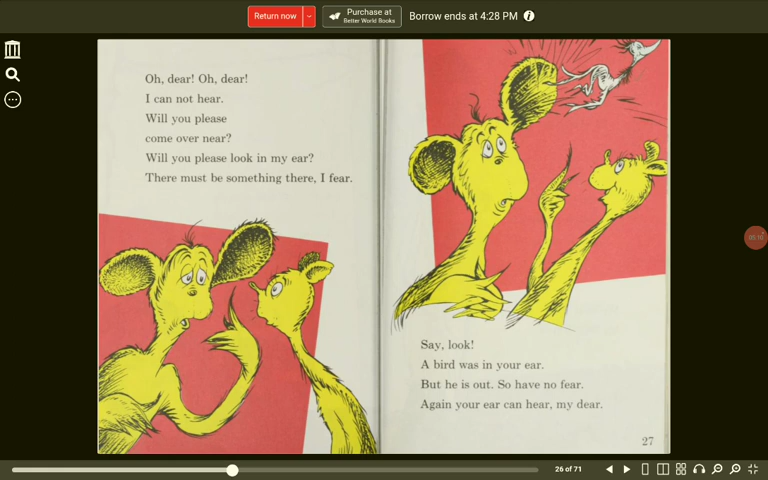 Return now
Purchase at
Better World Books
Borrow ends at 4:28 PM
Oh, dear! Oh, dear!
I can not hear.
Will you please
come over near?
Will you please look in my ear?
There must be something there, I fear.
Say, look!
A bird was in your ear.
But he is out. So have no fear.
Again your ear can hear, my dear.
27
26 of 71